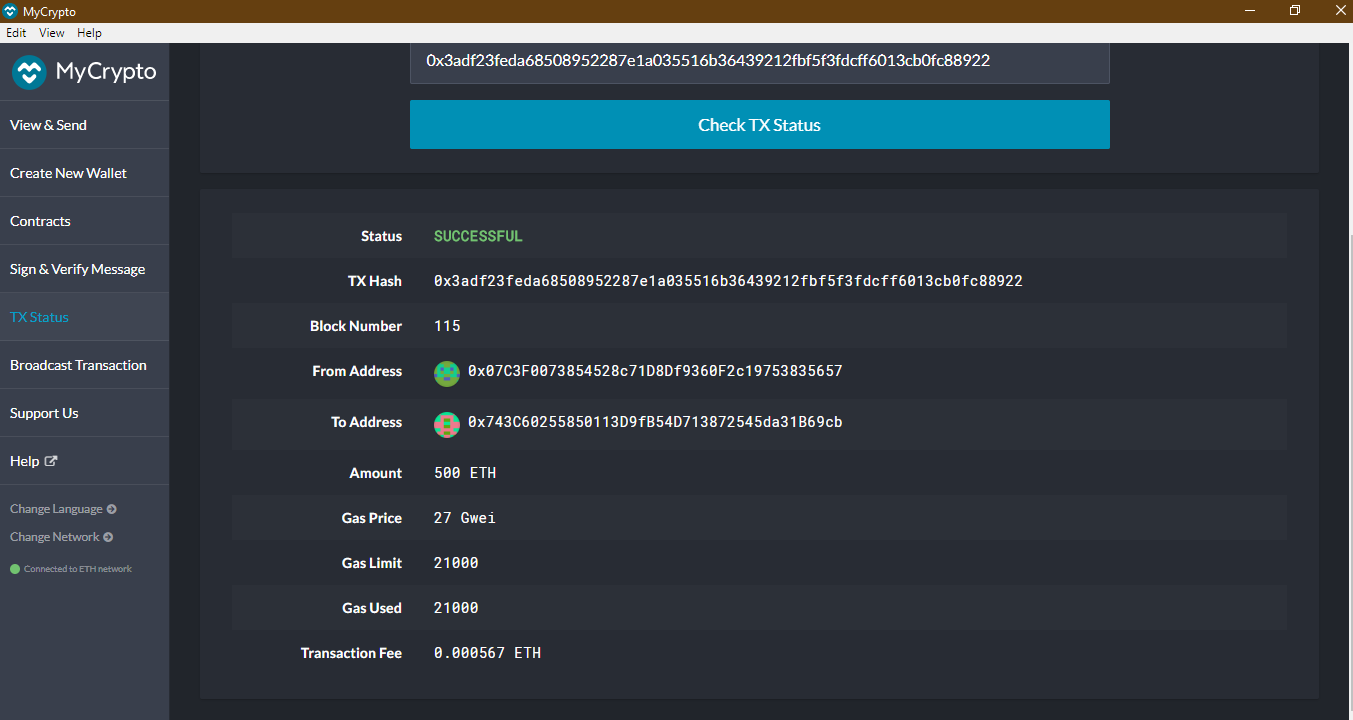 MyCrypto
Edit View Help
MyCrypto
View & Send
Create New Wallet
Contracts
Sign & Verify Message
TX Status
Broadcast Transaction
Support Us
Help
Change Language
Change Network
Connected to ETH network
0x3adf23feda68508952287e1a035516b36439212fbf5f3fdcff6013cb0fc88922
Check TX Status
Status SUCCESSFUL
TX Hash 0x3adf23feda68508952287e1a035516b36439212fbf5f3fdcff6013cb0fc88922
Block Number 115
From Address 0x07C3F0073854528c71D8Df9360F2c19753835657
To Address 0x743C60255850113D9fB54D713872545da31B69cb
Amount 500 ETH
Gas Price 27 Gwei
Gas Limit 21000
Gas Used 21000
Transaction Fee 0.000567 ETH